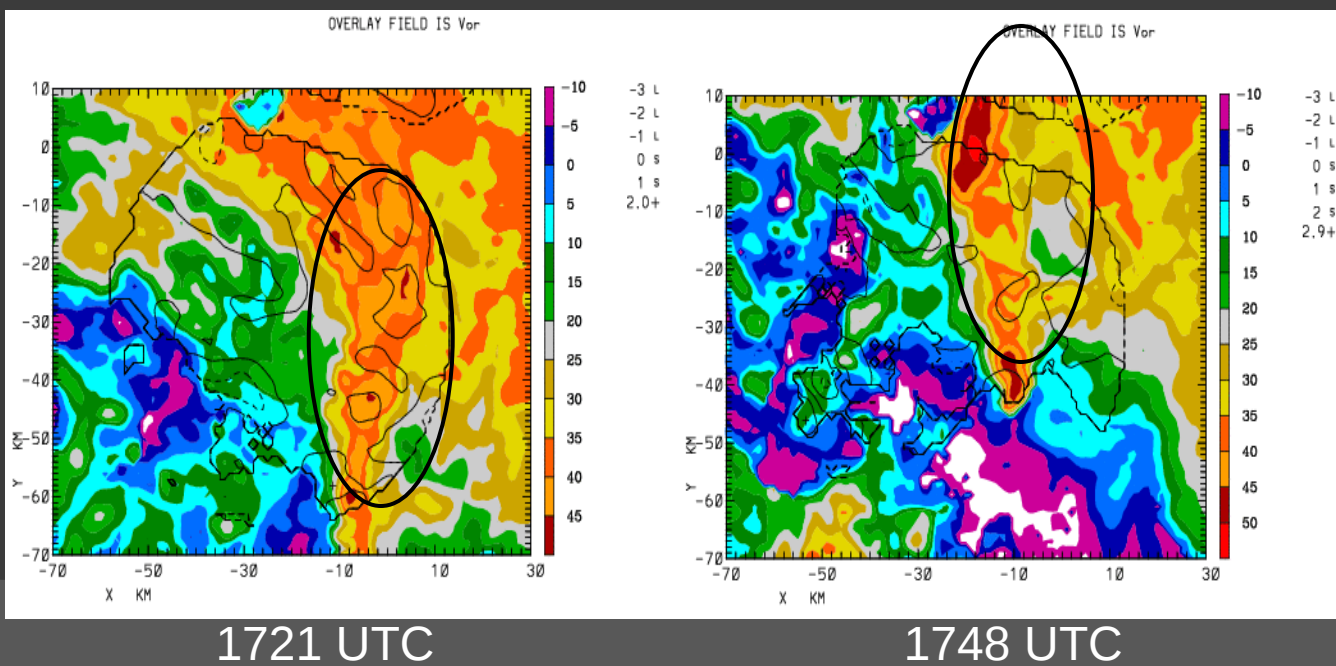 OVERLAY FIELD IS Vor
10
0
-10
-20
-30
-40
-50
-60
-70
Y KM
-70 -50 -30 -10 10 30
X KM
-10
-5
0
5
10
15
20
25
30
35
40
45
-3 L
-2 L
-1 L
0 S
1 S
2.0+
1721 UTC
OVERLAY FIELD IS Vor
10
0
-10
-20
-30
-40
-50
-60
-70
Y KM
-70 -50 -30 -10 10 30
X KM
-10
-5
0
5
10
15
20
25
30
35
40
45
50
-3 L
-2 L
-1 L
0 S
1 S
2 S
2.9+
1748 UTC